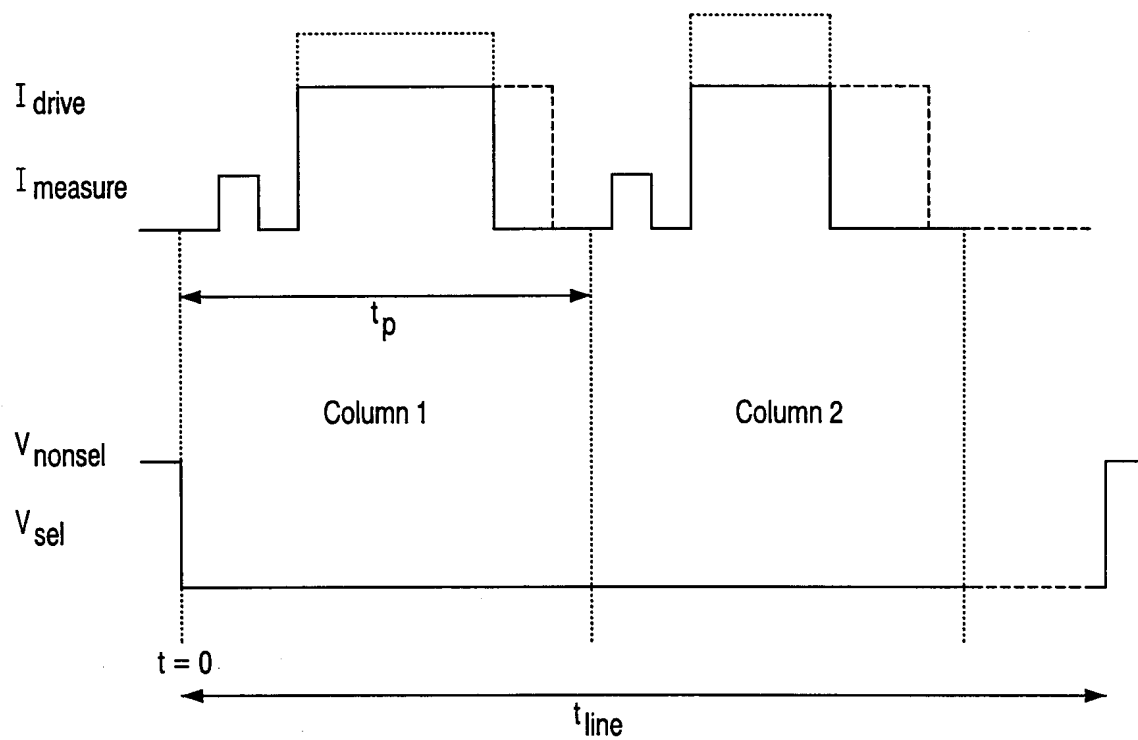 I drive
I measure
t p
Column 1 Column 2
V nonsel
V sel
t = 0
t line